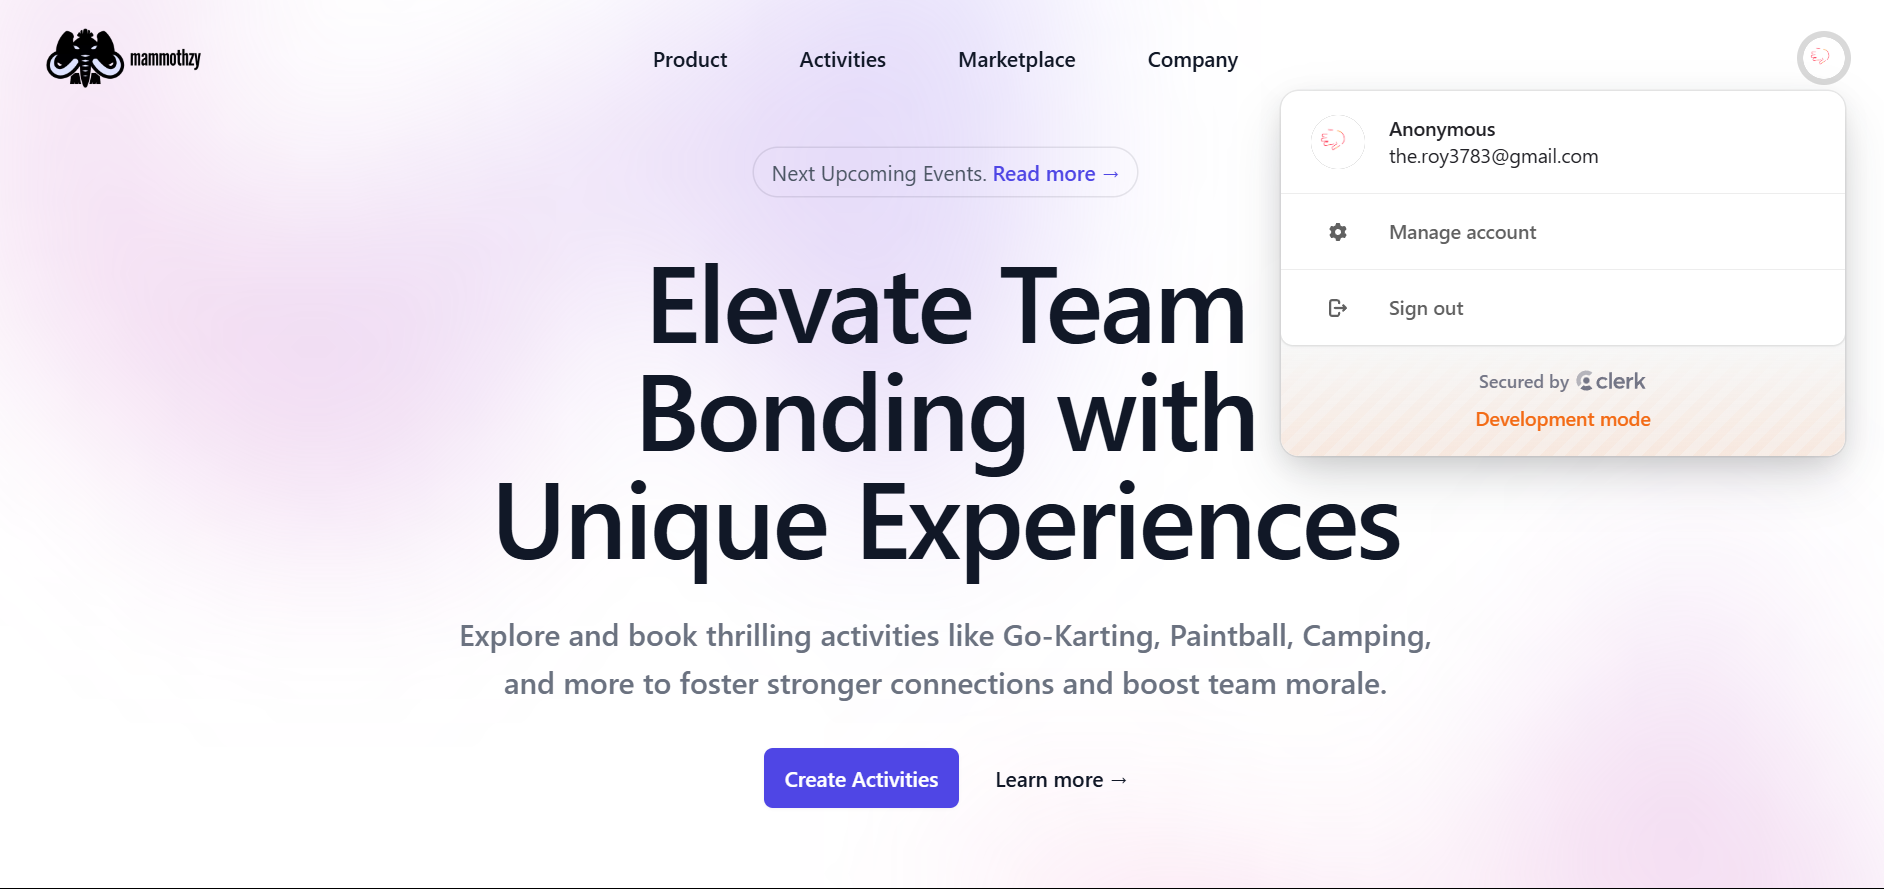 mammothzy
Product
Activities
Marketplace
Company
Next Upcoming Events. Read more →
Elevate Team
Bonding with
Unique Experiences
Explore and book thrilling activities like Go-Karting, Paintball, Camping,
and more to foster stronger connections and boost team morale.
Create Activities
Learn more →
Anonymous
the.roy3783@gmail.com
Manage account
Sign out
Secured by clerk
Development mode